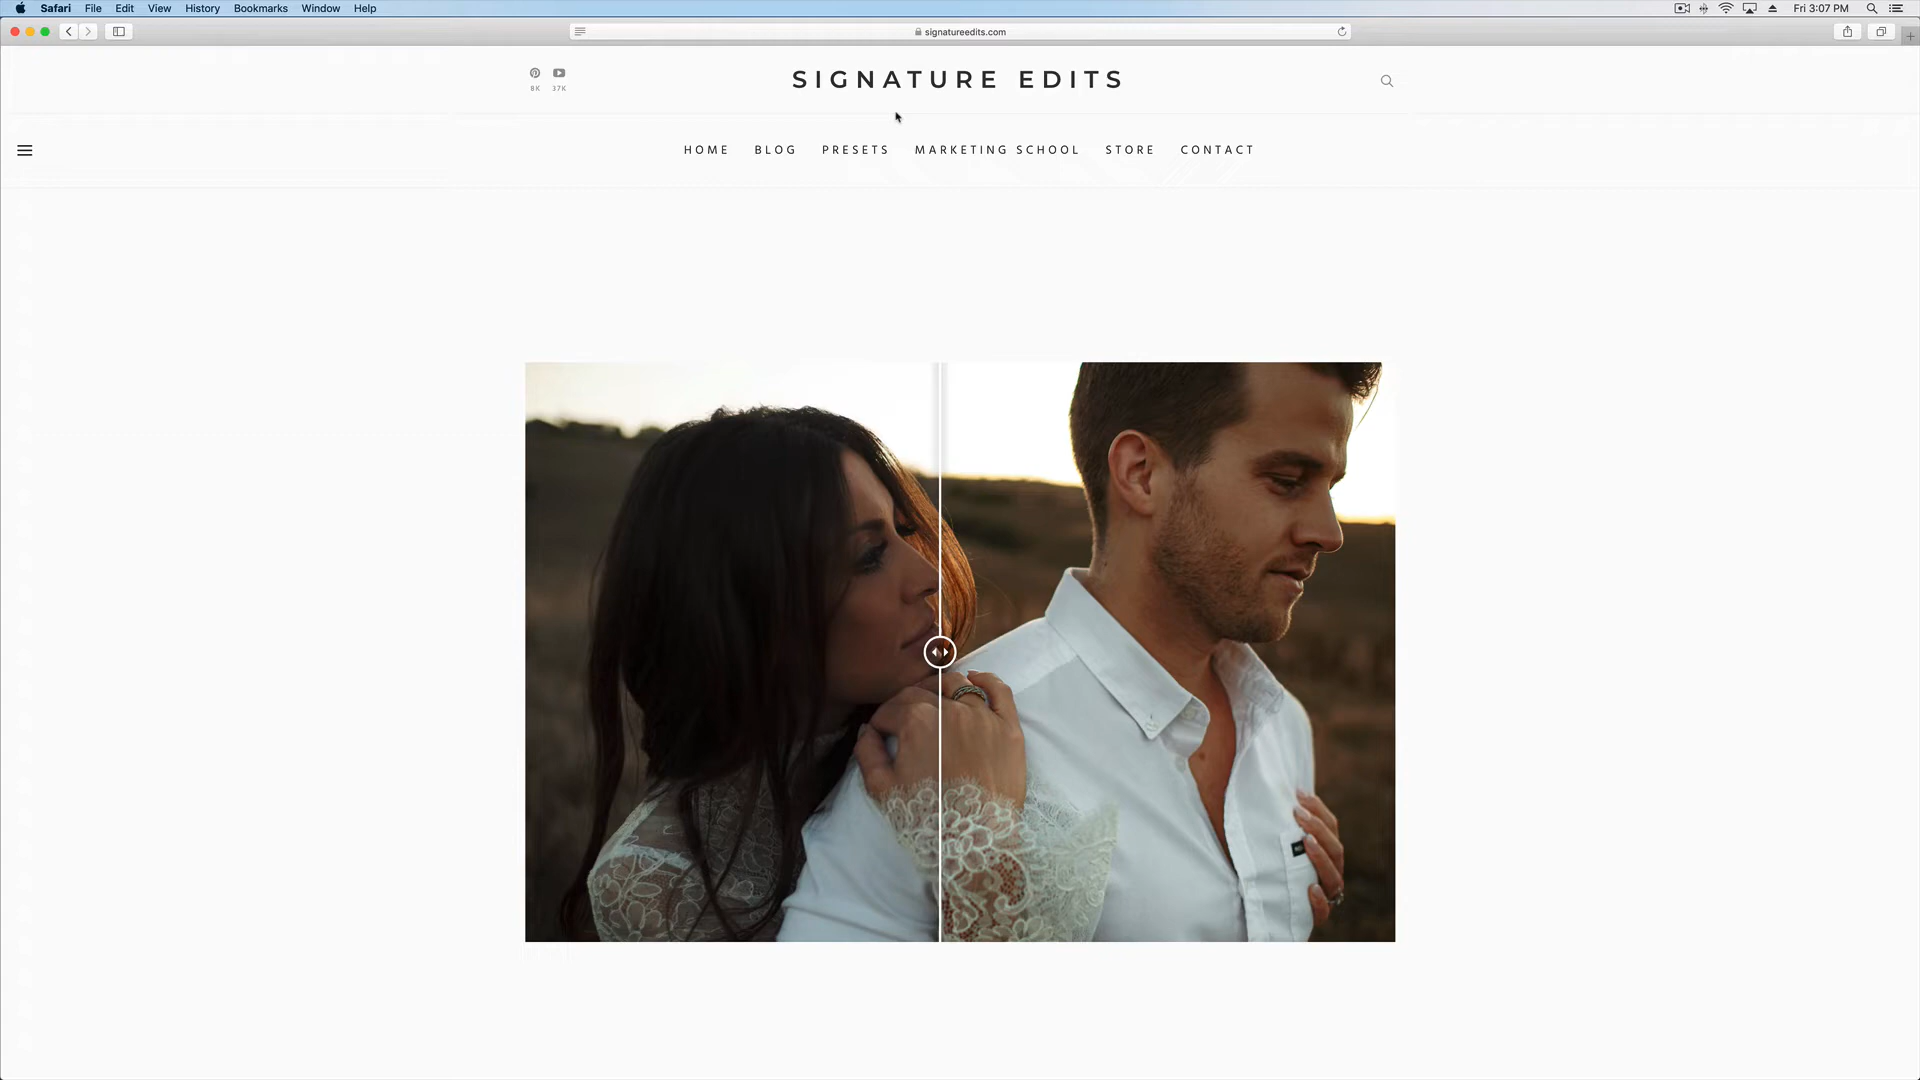 Safari File Edit View History Bookmarks Window Help Fri 3:07 PM
signatureedits.com
8K 37K
SIGNATURE EDITS
HOME BLOG PRESETS MARKETING SCHOOL STORE CONTACT